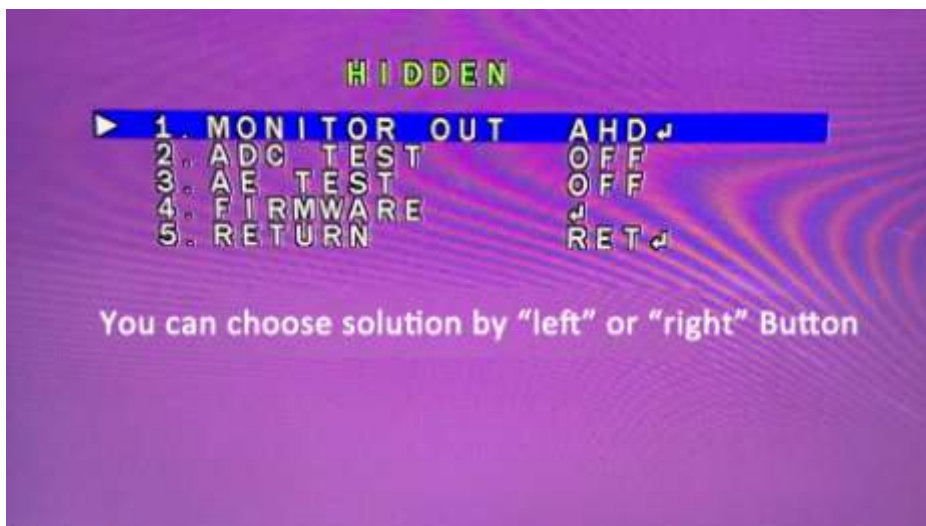 HIDDEN
1. MONITOR OUT AHD↲
2. ADC TEST OFF
3. AE TEST OFF
4. FIRMWARE ↲
5. RETURN RET↲
You can choose solution by “left” or “right” Button